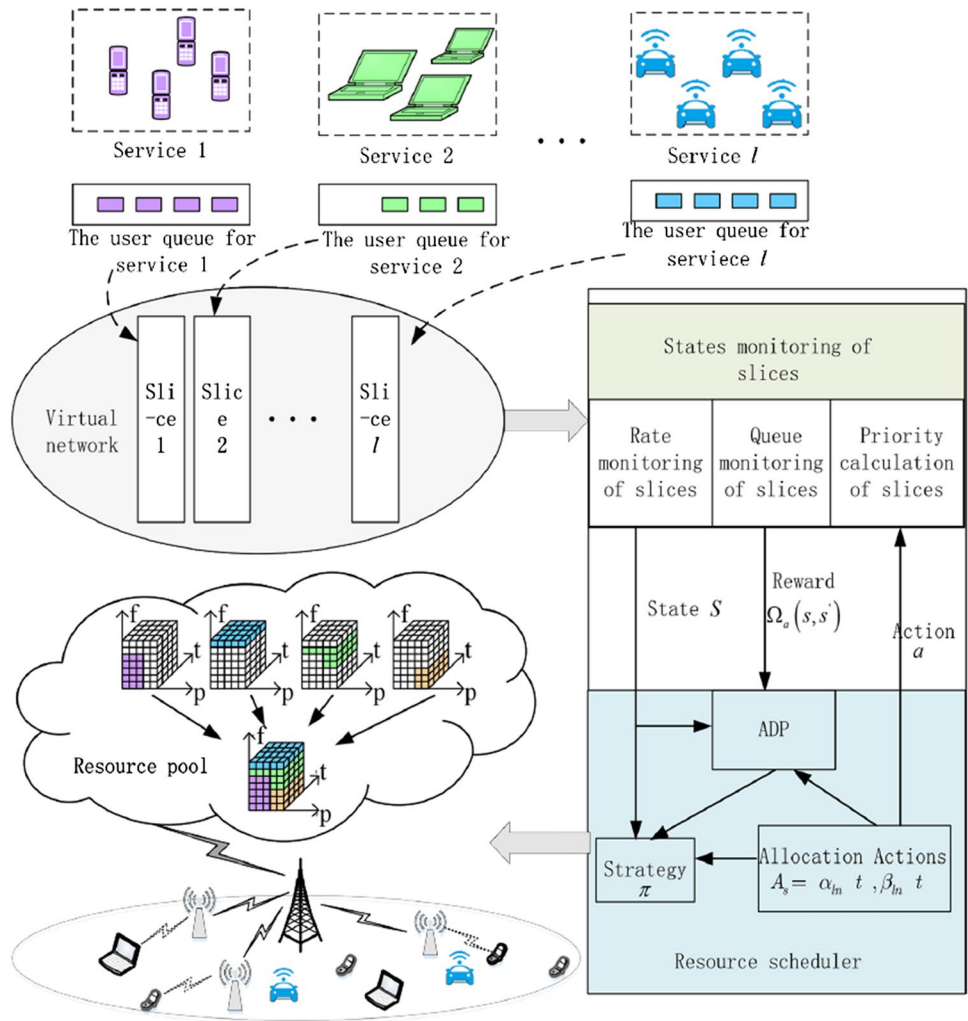 Service 1
Service 2
...
Service l
The user queue for
service 1
The user queue for
service 2
The user queue for
serviece l
Virtual
network
Sli
-ce
1
Slic
e
2
...
Sli
-ce
l
States monitoring of
slices
Rate
monitoring
of slices
Queue
monitoring
of slices
Priority
calculation
of slices
State S
Reward
Ωa(s,s')
Action
a
f
t
p
f
t
p
f
t
p
f
t
p
f
t
p
Resource pool
ADP
Strategy
π
Allocation Actions
As= αln t ,βln t
Resource scheduler